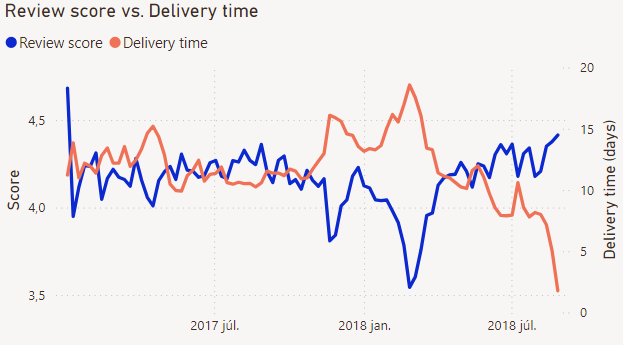 Review score vs. Delivery time
Review score
Delivery time
20
4,5
15
Score
Delivery time (days)
4,0
10
5
3,5
0
2017 júl.
2018 jan.
2018 júl.